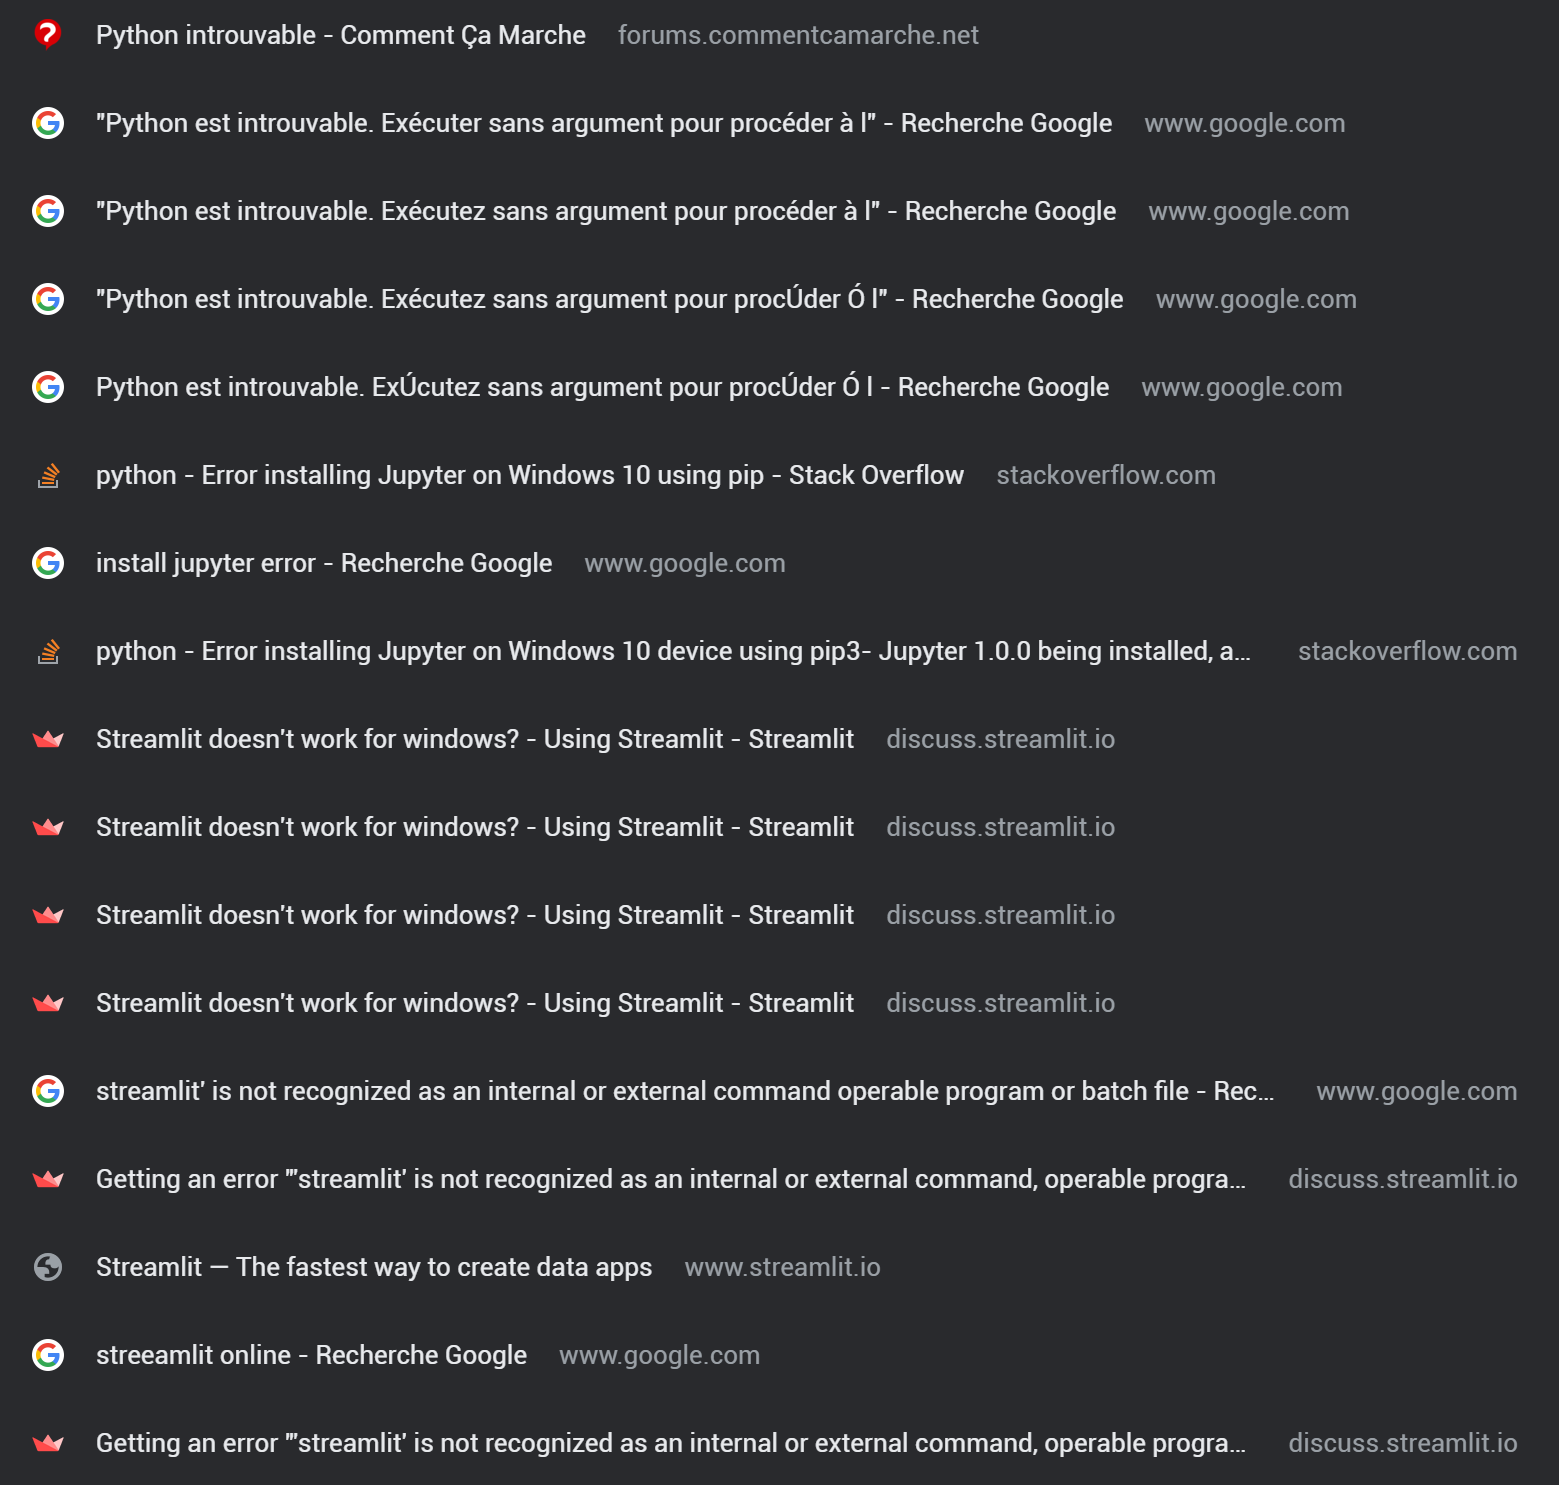 Python introuvable - Comment Ça Marche forums.commentcamarche.net
"Python est introuvable. Exécuter sans argument pour procéder à l" - Recherche Google www.google.com
"Python est introuvable. Exécutez sans argument pour procéder à l" - Recherche Google www.google.com
"Python est introuvable. Exécutez sans argument pour procÚder Ó l" - Recherche Google www.google.com
Python est introuvable. ExÚcutez sans argument pour procÚder Ó l - Recherche Google www.google.com
python - Error installing Jupyter on Windows 10 using pip - Stack Overflow stackoverflow.com
install jupyter error - Recherche Google www.google.com
python - Error installing Jupyter on Windows 10 device using pip3- Jupyter 1.0.0 being installed, a... stackoverflow.com
Streamlit doesn't work for windows? - Using Streamlit - Streamlit discuss.streamlit.io
Streamlit doesn't work for windows? - Using Streamlit - Streamlit discuss.streamlit.io
Streamlit doesn't work for windows? - Using Streamlit - Streamlit discuss.streamlit.io
Streamlit doesn't work for windows? - Using Streamlit - Streamlit discuss.streamlit.io
streamlit' is not recognized as an internal or external command operable program or batch file - Rec... www.google.com
Getting an error "'streamlit' is not recognized as an internal or external command, operable progra... discuss.streamlit.io
Streamlit — The fastest way to create data apps www.streamlit.io
streeamlit online - Recherche Google www.google.com
Getting an error "'streamlit' is not recognized as an internal or external command, operable progra... discuss.streamlit.io